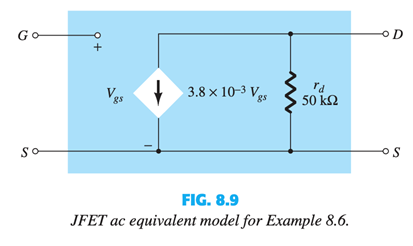 G
D
+
V_gs
3.8 × 10^-3 V_gs
r_d
50 kΩ
–
S
S
FIG. 8.9
JFET ac equivalent model for Example 8.6.